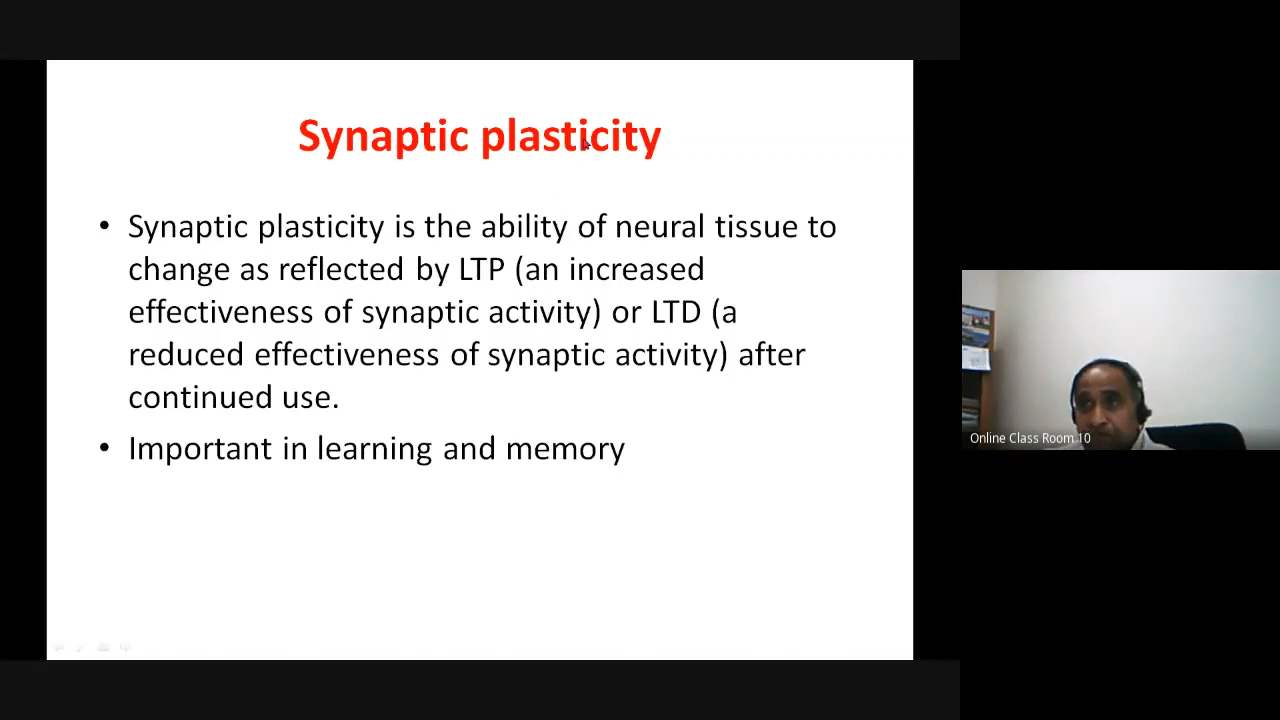 Synaptic plasticity
• Synaptic plasticity is the ability of neural tissue to
change as reflected by LTP (an increased
effectiveness of synaptic activity) or LTD (a
reduced effectiveness of synaptic activity) after
continued use.
• Important in learning and memory
Online Class Room 10